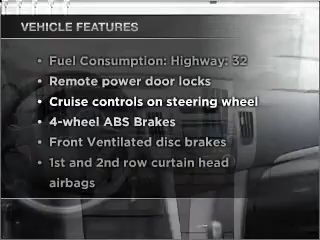 VEHICLE FEATURES
• Fuel Consumption: Highway: 32
• Remote power door locks
• Cruise controls on steering wheel
• 4-wheel ABS Brakes
• Front Ventilated disc brakes
• 1st and 2nd row curtain head
airbags